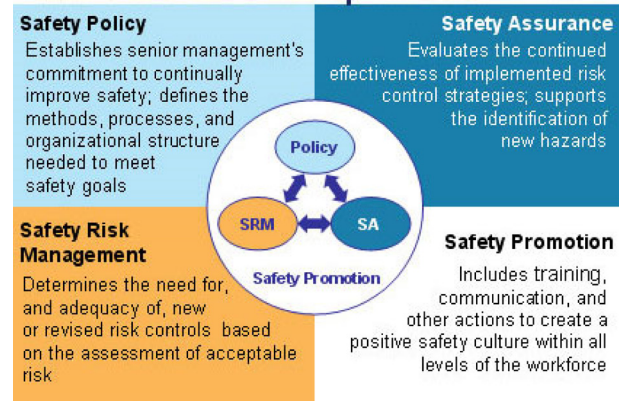 Safety Policy
Establishes senior management's
commitment to continually
improve safety; defines the
methods, processes, and
organizational structure
needed to meet
safety goals
Safety Assurance
Evaluates the continued
effectiveness of implemented risk
control strategies; supports
the identification of
new hazards
Policy
SRM
SA
Safety Promotion
Safety Risk
Management
Determines the need for,
and adequacy of, new
or revised risk controls based
on the assessment of acceptable
risk
Safety Promotion
Includes training,
communication, and
other actions to create a
positive safety culture within all
levels of the workforce